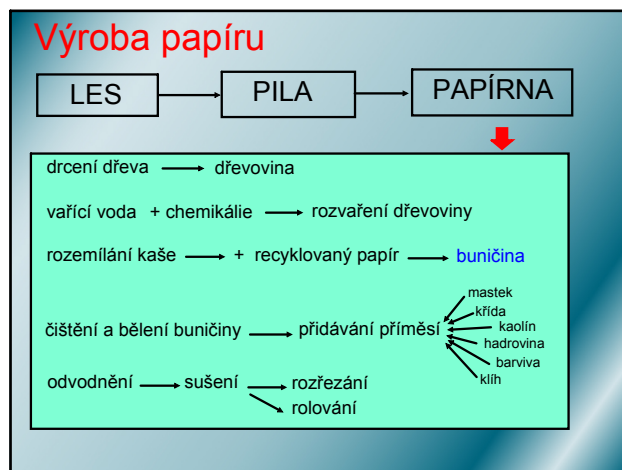 Výroba papíru
LES PILA PAPÍRNA
drcení dřeva dřevovina
vařící voda + chemikálie rozvaření dřevoviny
rozemílání kaše + recyklovaný papír buničina
čištění a bělení buničiny přidávání příměsí
mastek
křída
kaolín
hadrovina
barviva
klíh
odvodnění sušení rozřezání
rolování